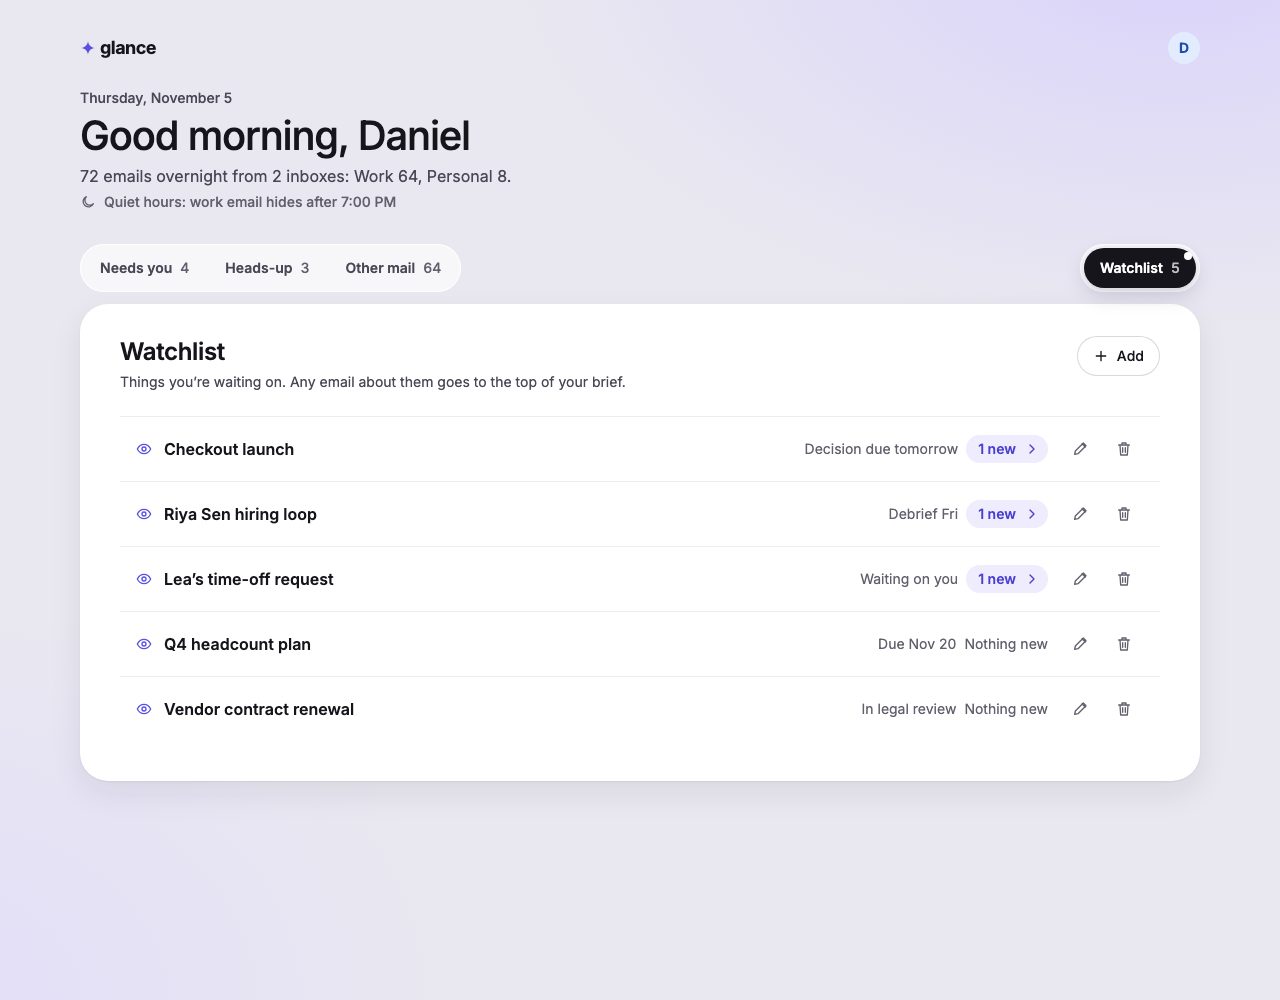 glance
D
Thursday, November 5
Good morning, Daniel
72 emails overnight from 2 inboxes: Work 64, Personal 8.
Quiet hours: work email hides after 7:00 PM
Needs you 4 Heads-up 3 Other mail 64 Watchlist 5
Watchlist
Add
Things you’re waiting on. Any email about them goes to the top of your brief.
Checkout launch Decision due tomorrow 1 new
Riya Sen hiring loop Debrief Fri 1 new
Lea’s time-off request Waiting on you 1 new
Q4 headcount plan Due Nov 20 Nothing new
Vendor contract renewal In legal review Nothing new